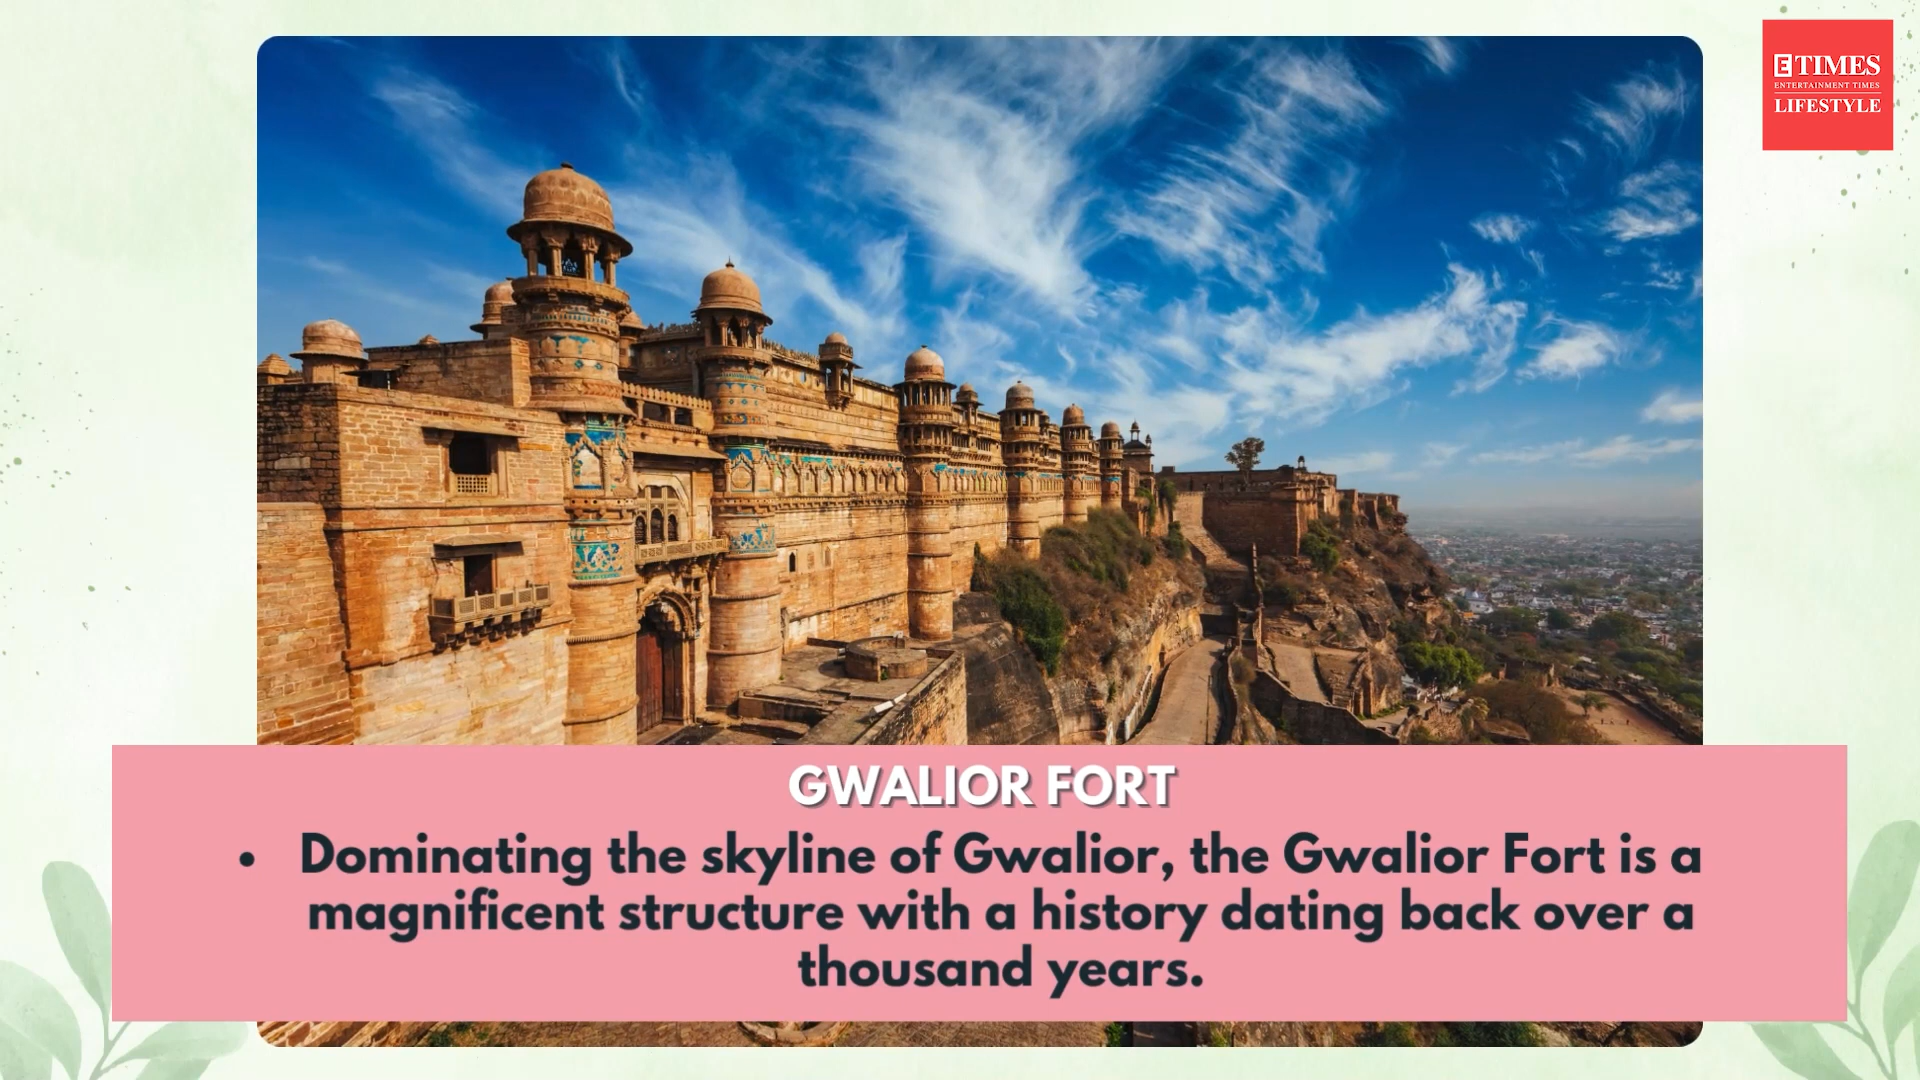 ETIMES
ENTERTAINMENT TIMES
LIFESTYLE
GWALIOR FORT
• Dominating the skyline of Gwalior, the Gwalior Fort is a
magnificent structure with a history dating back over a
thousand years.